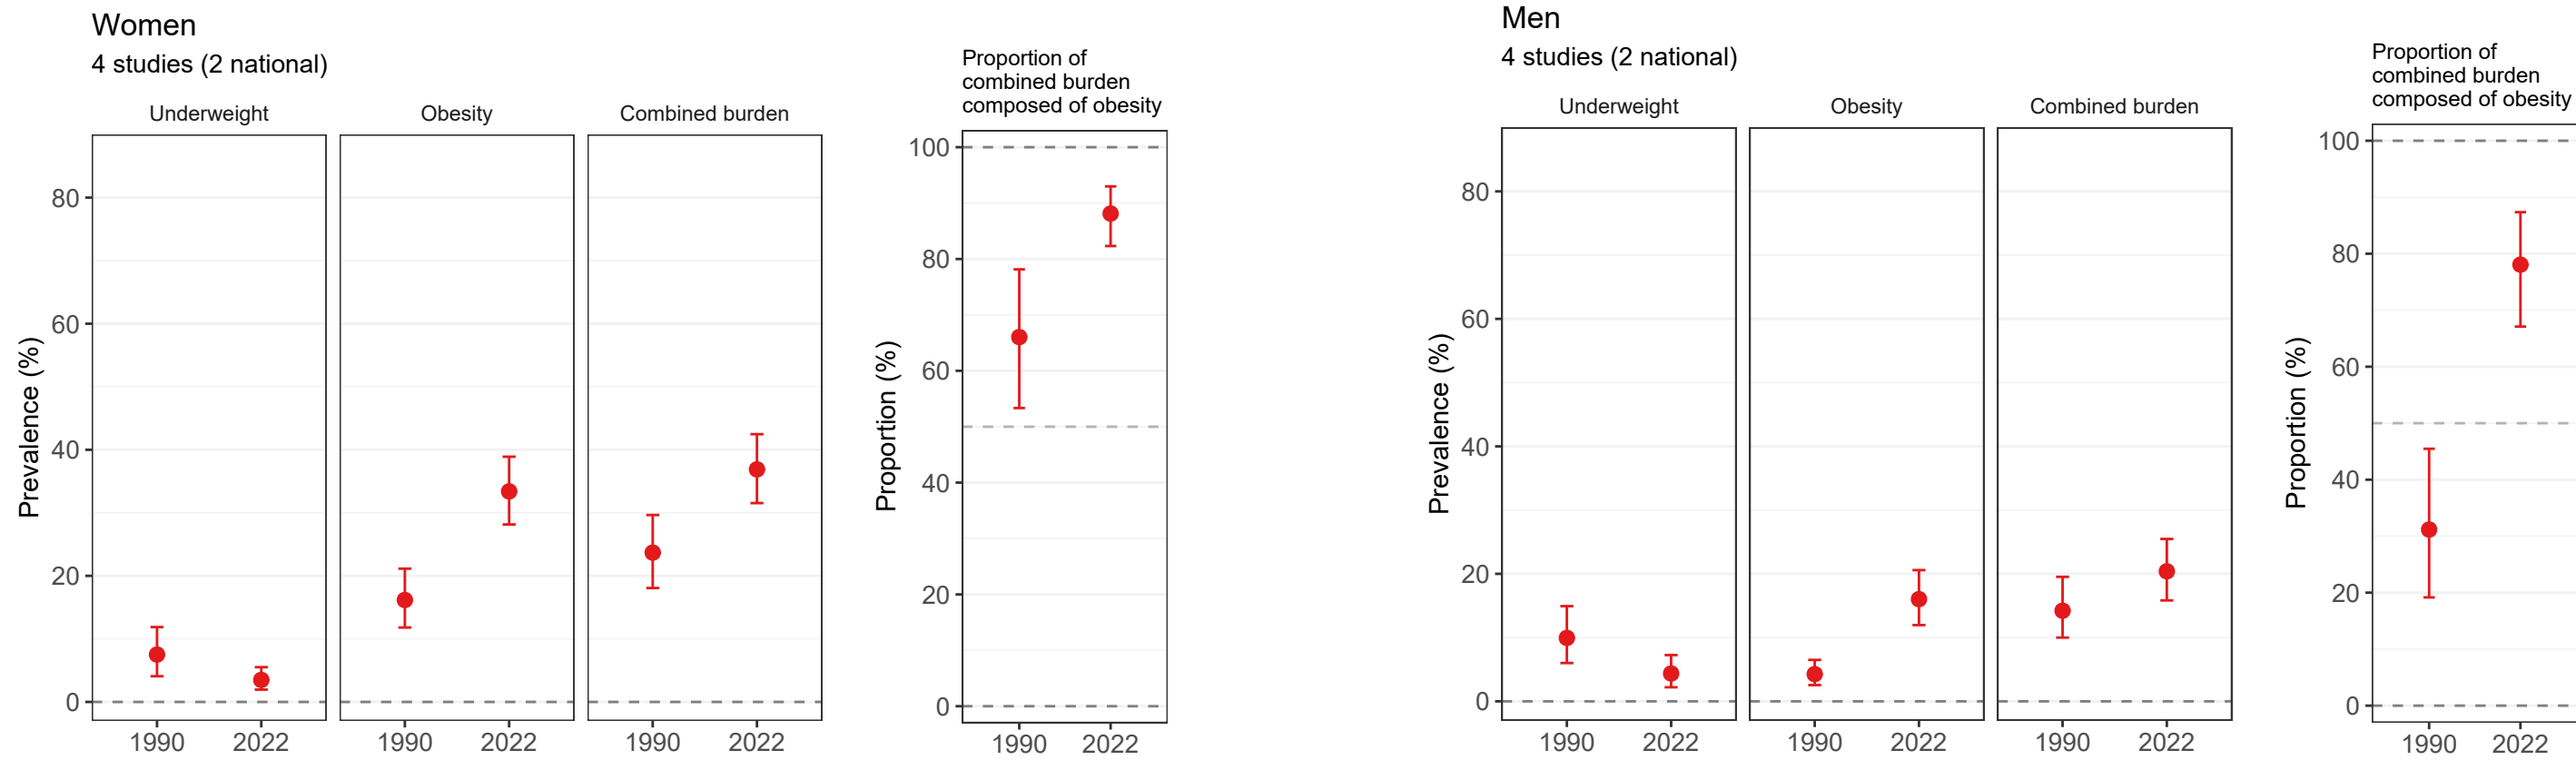 Women
4 studies (2 national)
Underweight
Obesity
Combined burden
Prevalence (%)
80
60
40
20
0
1990
2022
1990
2022
1990
2022
Proportion of
combined burden
composed of obesity
Proportion (%)
100
80
60
40
20
0
1990
2022
Men
4 studies (2 national)
Underweight
Obesity
Combined burden
Prevalence (%)
80
60
40
20
0
1990
2022
1990
2022
1990
2022
Proportion of
combined burden
composed of obesity
Proportion (%)
100
80
60
40
20
0
1990
2022